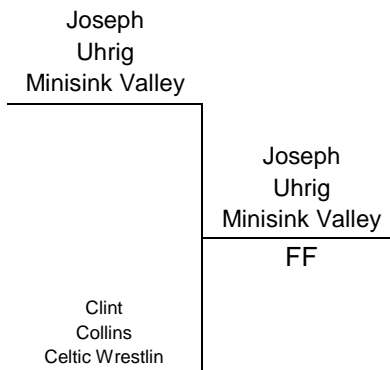 Joseph
Uhrig
Minisink Valley
Joseph
Uhrig
Minisink Valley
FF
Clint
Collins
Celtic Wrestlin